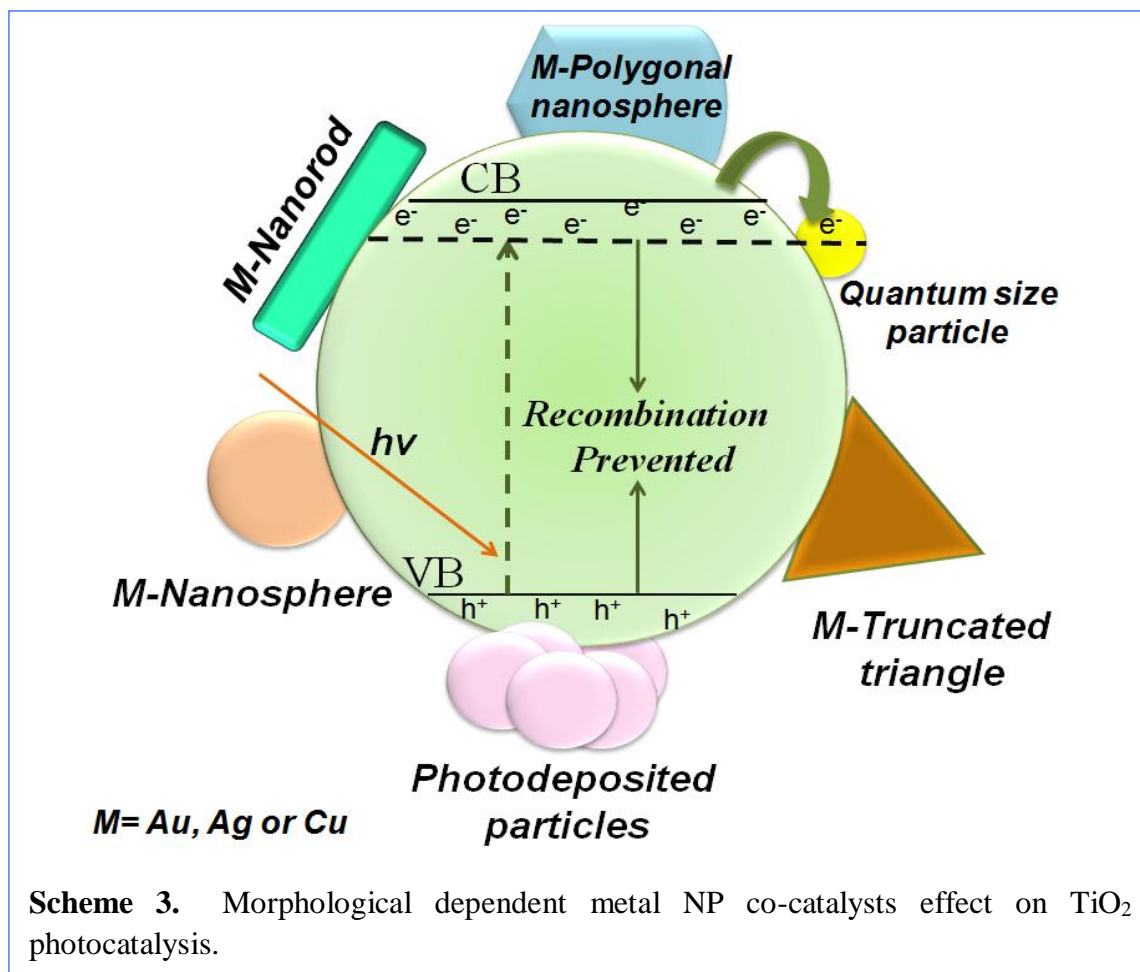 M-Polygonal
nanosphere
M-Nanorod
CB
e⁻ e⁻ e⁻ e⁻ e⁻ e⁻ e⁻ e⁻
Quantum size
particle
Recombination
Prevented
hν
M-Nanosphere
VB
h⁺ h⁺ h⁺ h⁺
M-Truncated
triangle
Photodeposited
particles
M= Au, Ag or Cu
Scheme 3. Morphological dependent metal NP co-catalysts effect on TiO₂
photocatalysis.